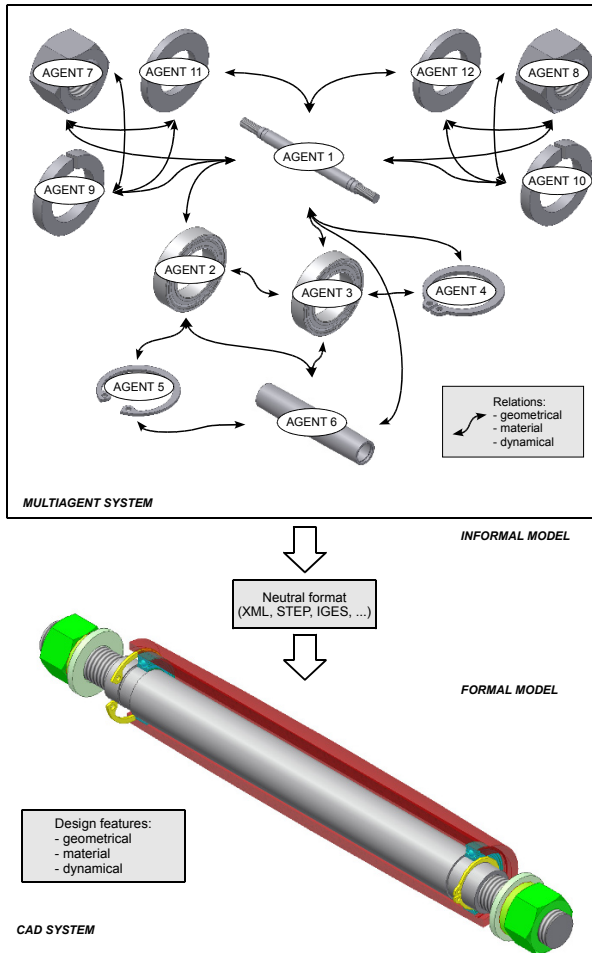 AGENT 7
AGENT 11
AGENT 12
AGENT 8
AGENT 1
AGENT 9
AGENT 10
AGENT 2
AGENT 3
AGENT 4
AGENT 5
AGENT 6
Relations:
- geometrical
- material
- dynamical
MULTIAGENT SYSTEM
INFORMAL MODEL
Neutral format
(XML, STEP, IGES, ...)
FORMAL MODEL
Design features:
- geometrical
- material
- dynamical
CAD SYSTEM